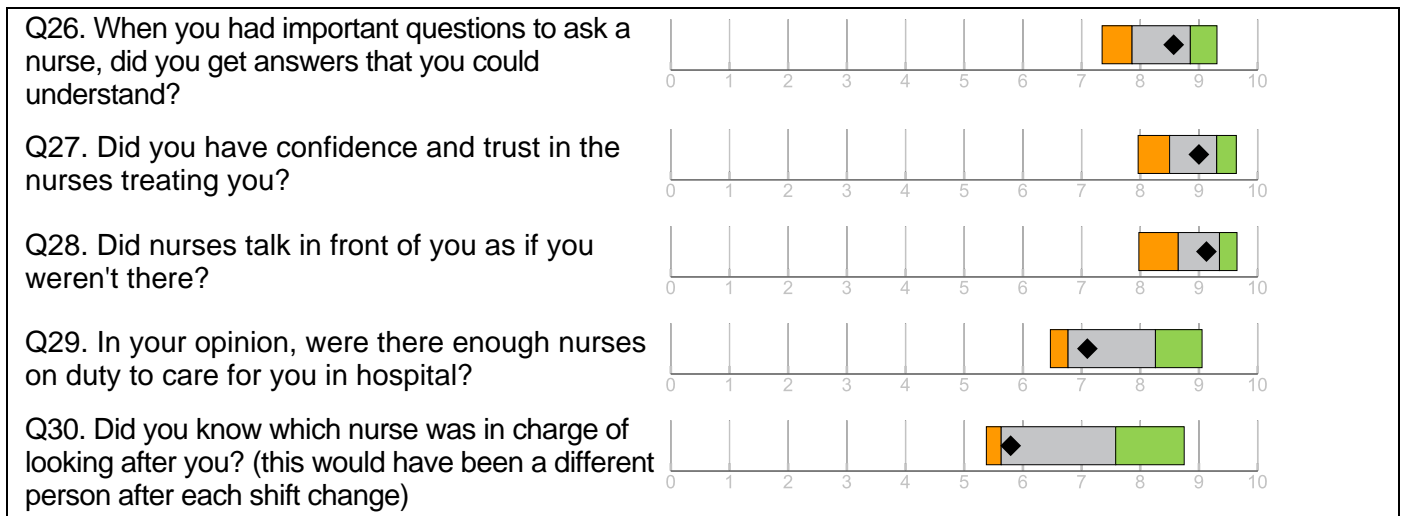 Q26. When you had important questions to ask a
nurse, did you get answers that you could
understand?
0 1 2 3 4 5 6 7 8 9 10
Q27. Did you have confidence and trust in the
nurses treating you?
0 1 2 3 4 5 6 7 8 9 10
Q28. Did nurses talk in front of you as if you
weren't there?
0 1 2 3 4 5 6 7 8 9 10
Q29. In your opinion, were there enough nurses
on duty to care for you in hospital?
0 1 2 3 4 5 6 7 8 9 10
Q30. Did you know which nurse was in charge of
looking after you? (this would have been a different
person after each shift change)
0 1 2 3 4 5 6 7 8 9 10